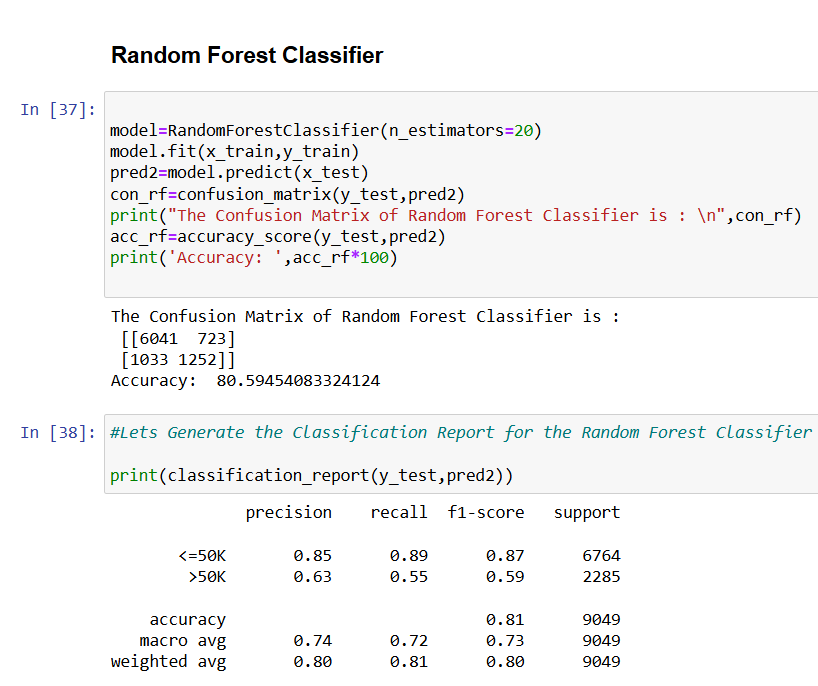 Random Forest Classifier
In [37]:
model=RandomForestClassifier(n_estimators=20)
model.fit(x_train,y_train)
pred2=model.predict(x_test)
con_rf=confusion_matrix(y_test,pred2)
print("The Confusion Matrix of Random Forest Classifier is : \n",con_rf)
acc_rf=accuracy_score(y_test,pred2)
print('Accuracy: ',acc_rf*100)
The Confusion Matrix of Random Forest Classifier is :
[[6041  723]
[1033 1252]]
Accuracy:  80.59454083324124
In [38]: #Lets Generate the Classification Report for the Random Forest Classifier
print(classification_report(y_test,pred2))
precision    recall  f1-score   support
<=50K       0.85      0.89      0.87      6764
>50K       0.63      0.55      0.59      2285
accuracy                           0.81      9049
macro avg       0.74      0.72      0.73      9049
weighted avg       0.80      0.81      0.80      9049